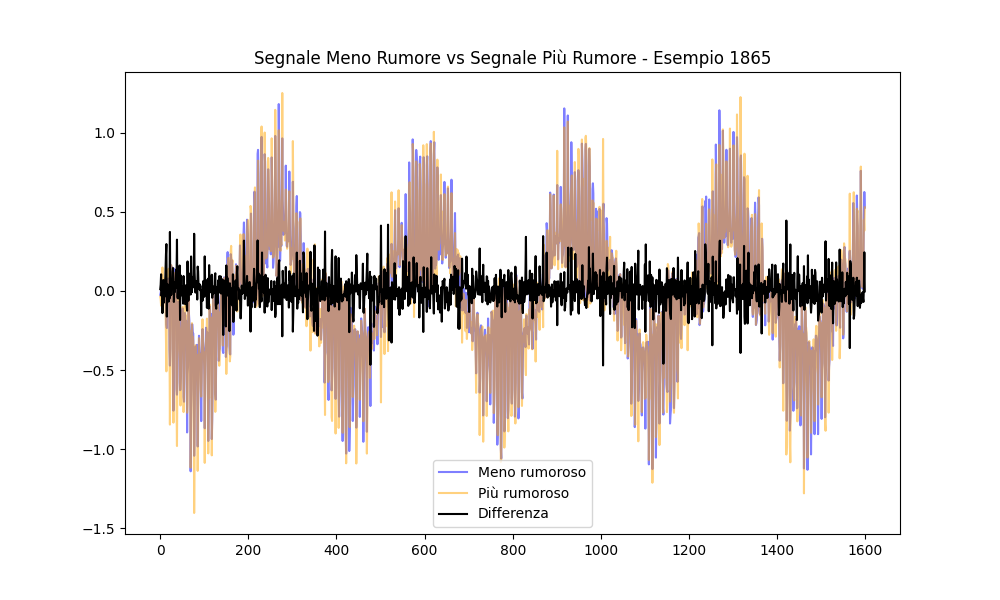 Segnale Meno Rumore vs Segnale Più Rumore - Esempio 1865
1.0
0.5
0.0
−0.5
−1.0
−1.5
Meno rumoroso
Più rumoroso
Differenza
0 200 400 600 800 1000 1200 1400 1600